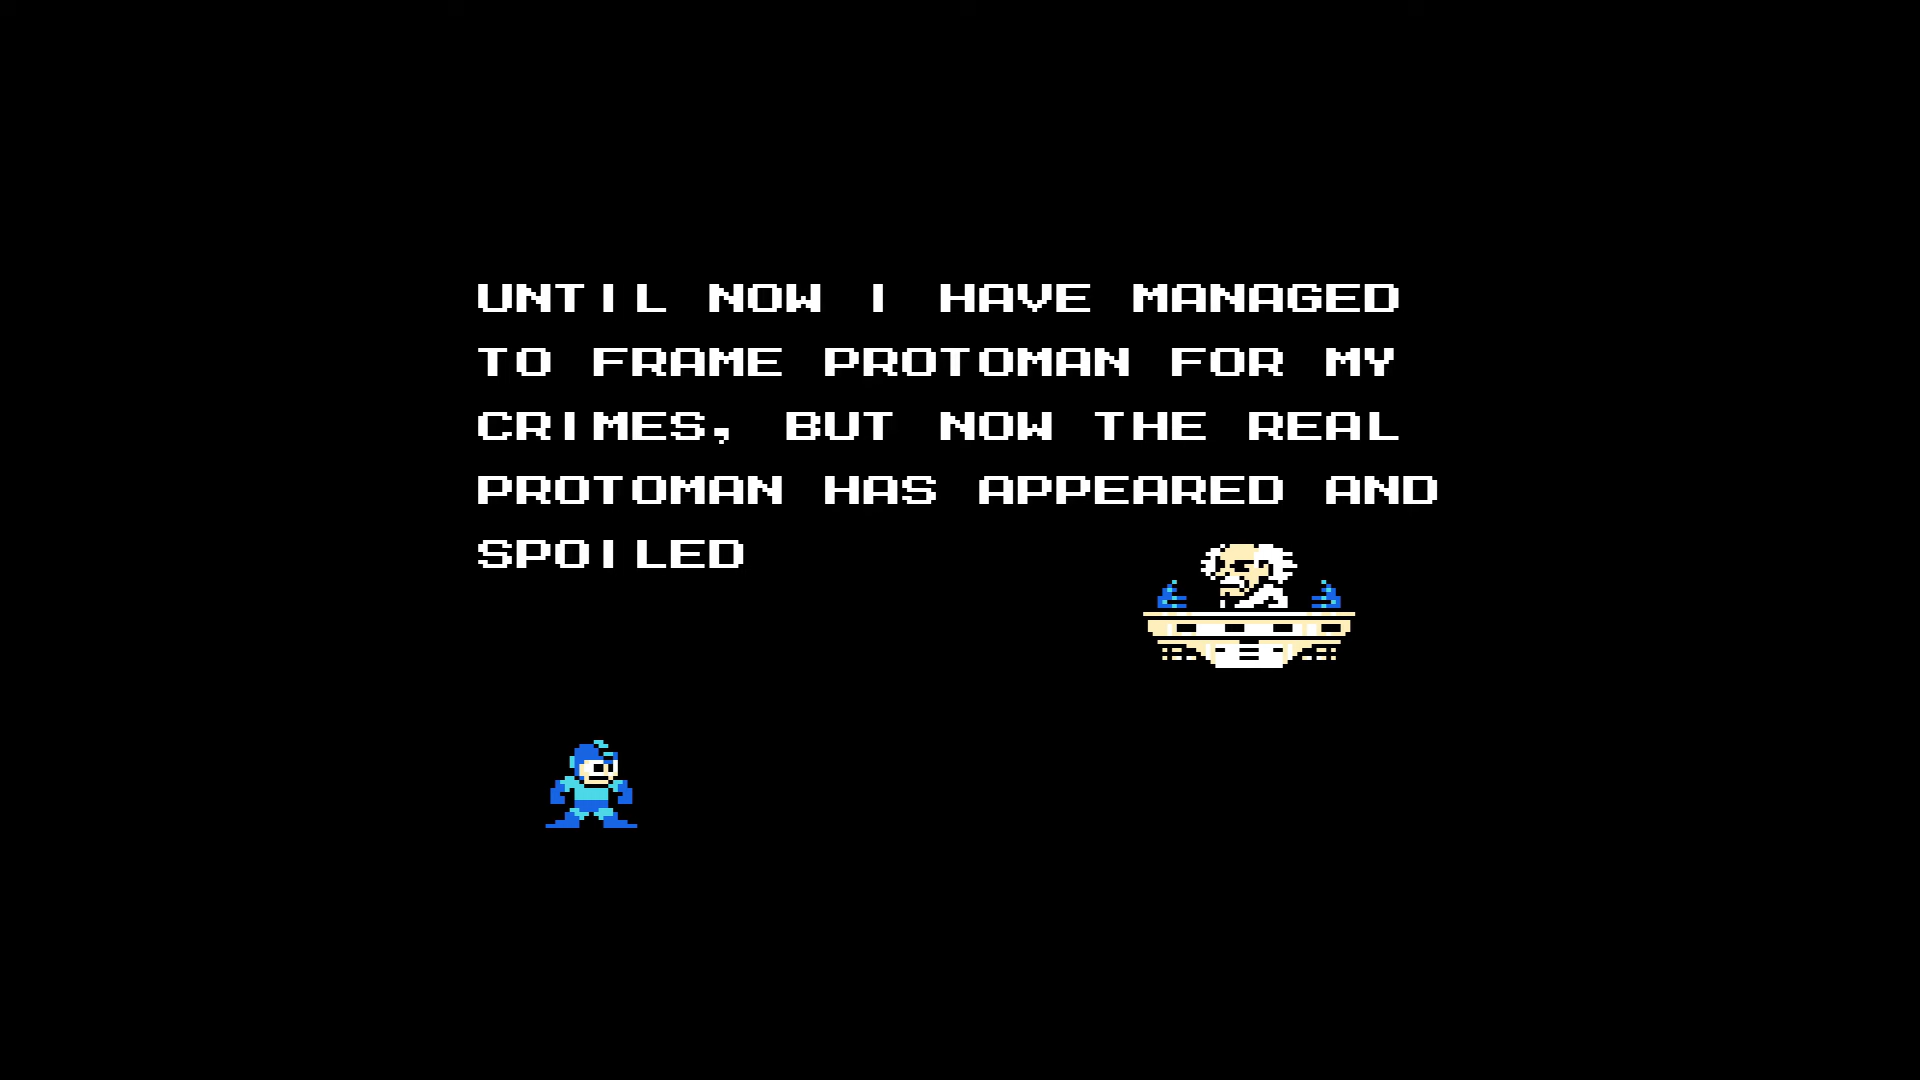 UNTIL NOW I HAVE MANAGED
TO FRAME PROTOMAN FOR MY
CRIMES, BUT NOW THE REAL
PROTOMAN HAS APPEARED AND
SPOILED